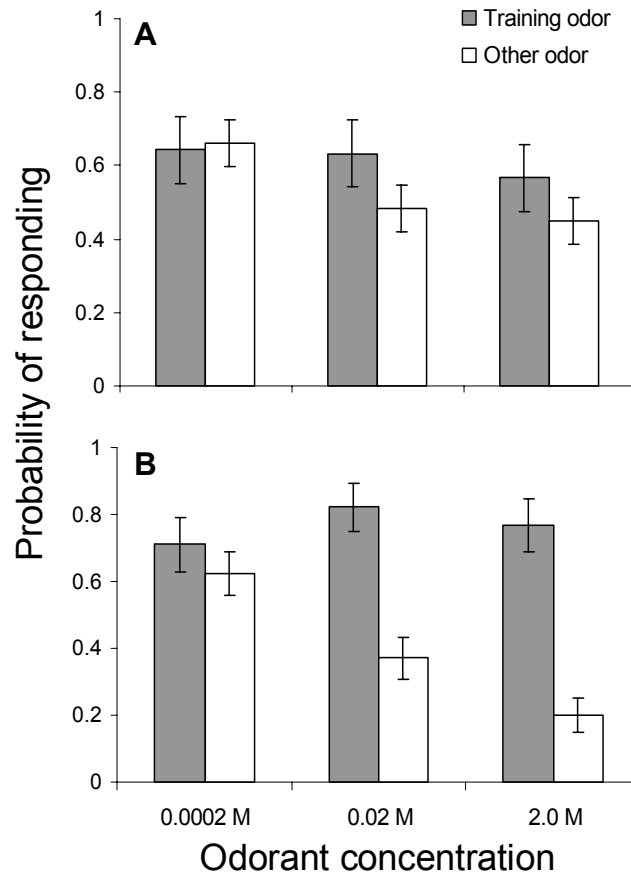 Training odor
Other odor
A
1
0.8
0.6
0.4
0.2
0
B
1
0.8
0.6
0.4
0.2
0
Probability of responding
0.0002 M 0.02 M 2.0 M
Odorant concentration